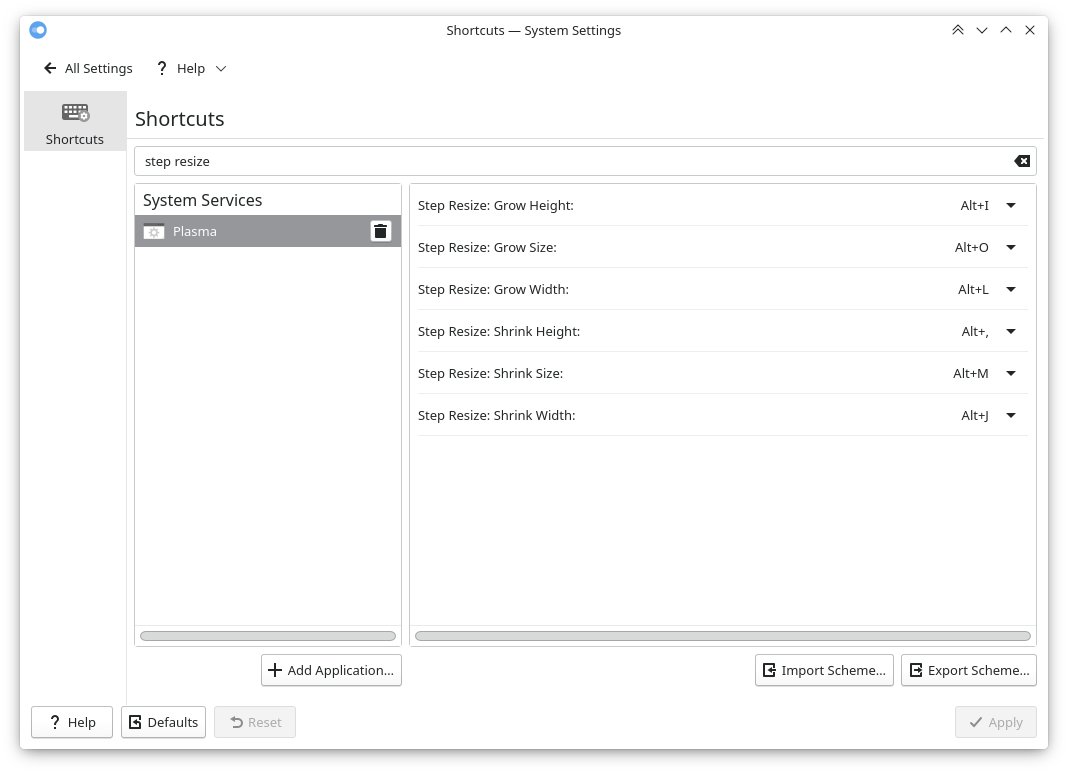 Shortcuts — System Settings
All Settings
? Help
Shortcuts
Shortcuts
step resize
System Services
Plasma
Step Resize: Grow Height: Alt+I
Step Resize: Grow Size: Alt+O
Step Resize: Grow Width: Alt+L
Step Resize: Shrink Height: Alt+,
Step Resize: Shrink Size: Alt+M
Step Resize: Shrink Width: Alt+J
Add Application...
Import Scheme...
Export Scheme...
? Help
Defaults
Reset
Apply